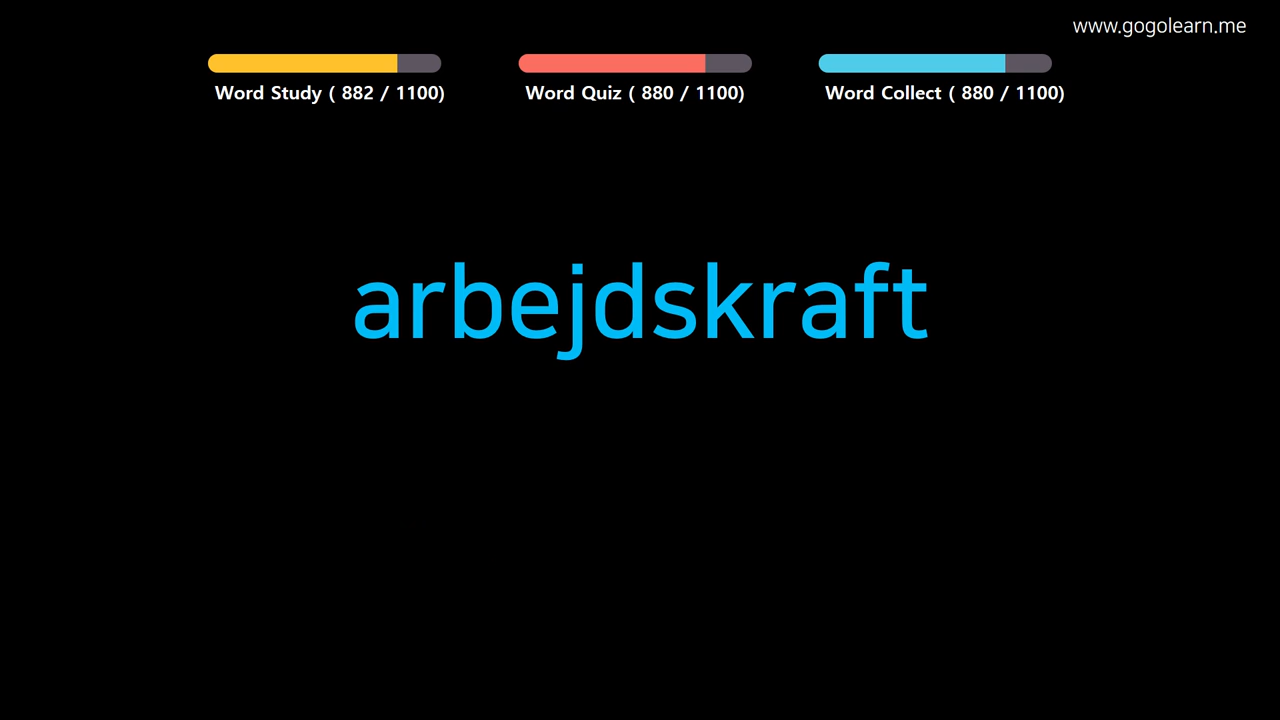 www.gogolearn.me
Word Study ( 882 / 1100)
Word Quiz ( 880 / 1100)
Word Collect ( 880 / 1100)
arbejdskraft